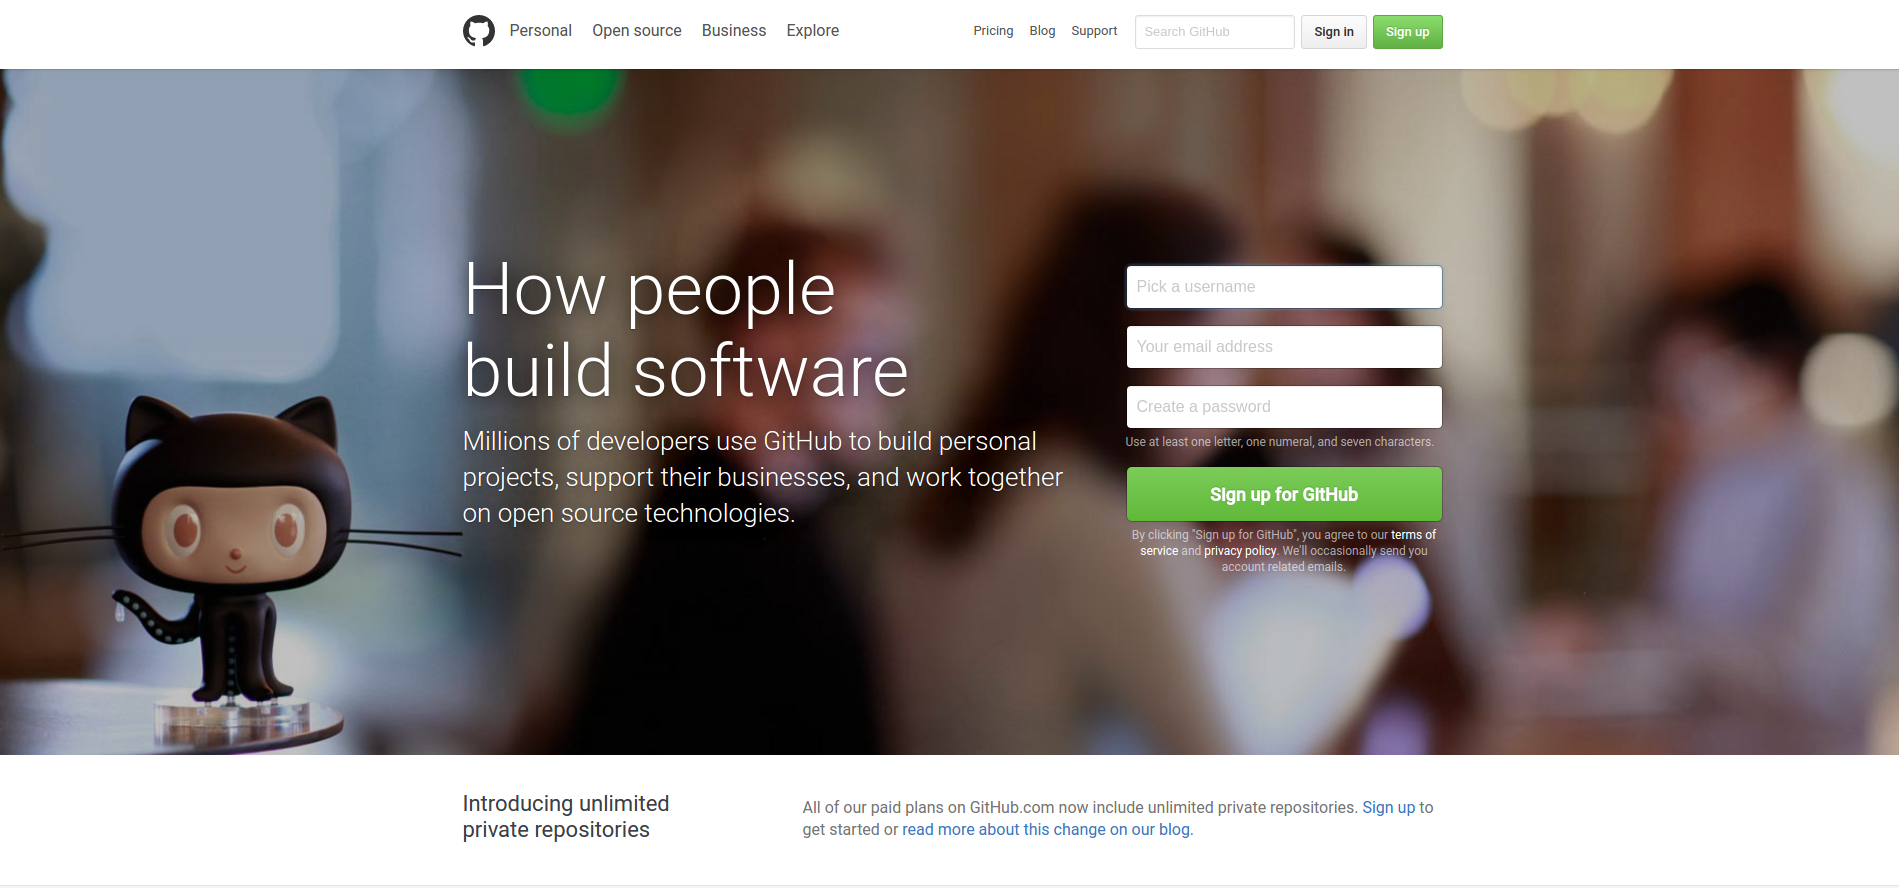 Personal Open source Business Explore Pricing Blog Support Search GitHub Sign in Sign up
How people
build software
Millions of developers use GitHub to build personal
projects, support their businesses, and work together
on open source technologies.
Pick a username
Your email address
Create a password
Use at least one letter, one numeral, and seven characters.
Sign up for GitHub
By clicking "Sign up for GitHub", you agree to our terms of
service and privacy policy. We'll occasionally send you
account related emails.
Introducing unlimited
private repositories
All of our paid plans on GitHub.com now include unlimited private repositories. Sign up to
get started or read more about this change on our blog.